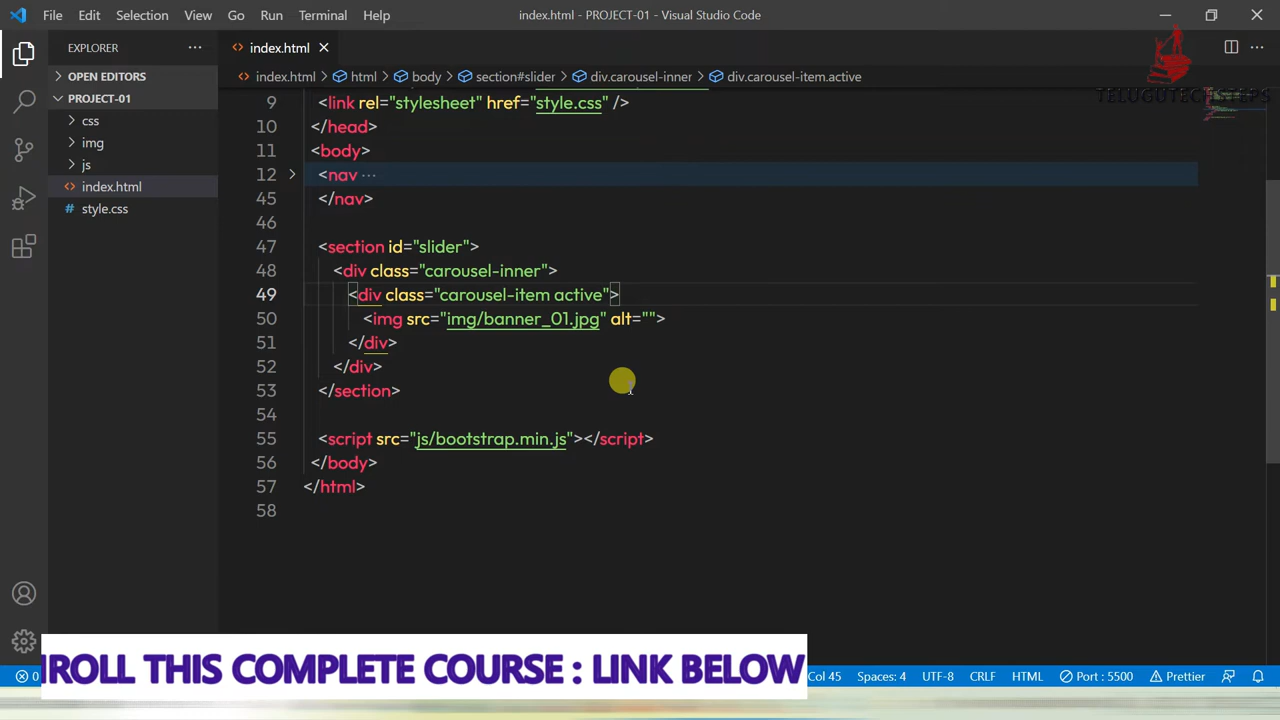 File Edit Selection View Go Run Terminal Help index.html - PROJECT-01 - Visual Studio Code
EXPLORER
index.html
TELUGUTECHSTEPS
OPEN EDITORS
PROJECT-01
css
img
js
index.html
style.css
index.html html body section#slider div.carousel-inner div.carousel-item.active
9 <link rel="stylesheet" href="style.css" />
10 </head>
11 <body>
12 <nav ···
45 </nav>
46
47 <section id="slider">
48 <div class="carousel-inner">
49 <div class="carousel-item active">
50 <img src="img/banner_01.jpg" alt="">
51 </div>
52 </div>
53 </section>
54
55 <script src="js/bootstrap.min.js"></script>
56 </body>
57 </html>
58
ROLL THIS COMPLETE COURSE : LINK BELOW
0 Col 45 Spaces: 4 UTF-8 CRLF HTML Port : 5500 Prettier